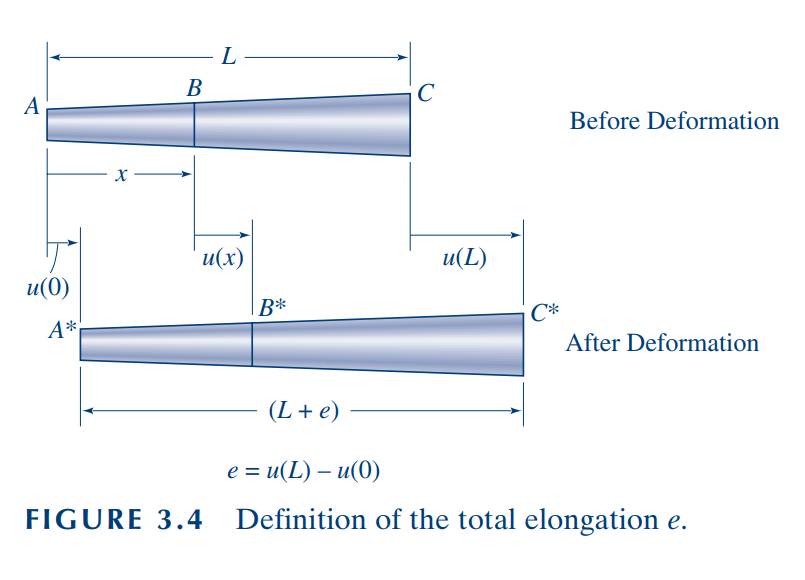 L
B
A
C
Before Deformation
x
u(x)
u(L)
u(0)
B*
C*
A*
After Deformation
(L + e)
e = u(L) – u(0)
FIGURE 3.4 Definition of the total elongation e.